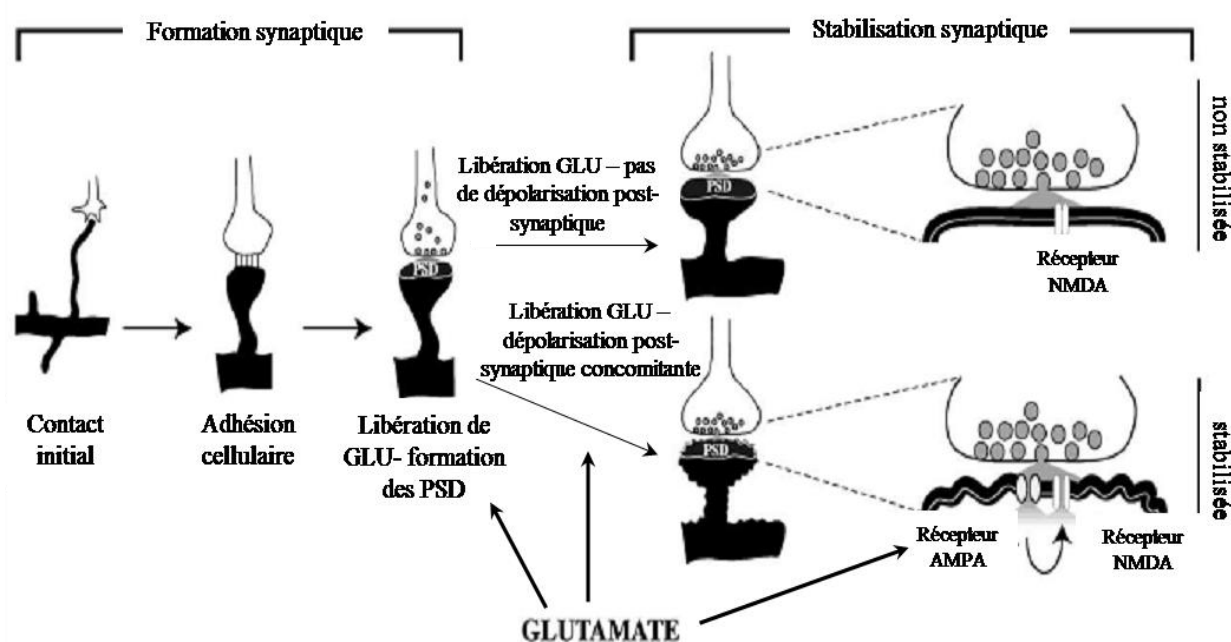 Formation synaptique
Stabilisation synaptique
Libération GLU – pas
de dépolarisation post-
synaptique
PSD
PSD
non stabilisée
Récepteur
NMDA
Libération GLU –
dépolarisation post-
synaptique concomitante
Contact
initial
Adhésion
cellulaire
Libération de
GLU- formation
des PSD
PSD
stabilisée
Récepteur
AMPA
Récepteur
NMDA
GLUTAMATE